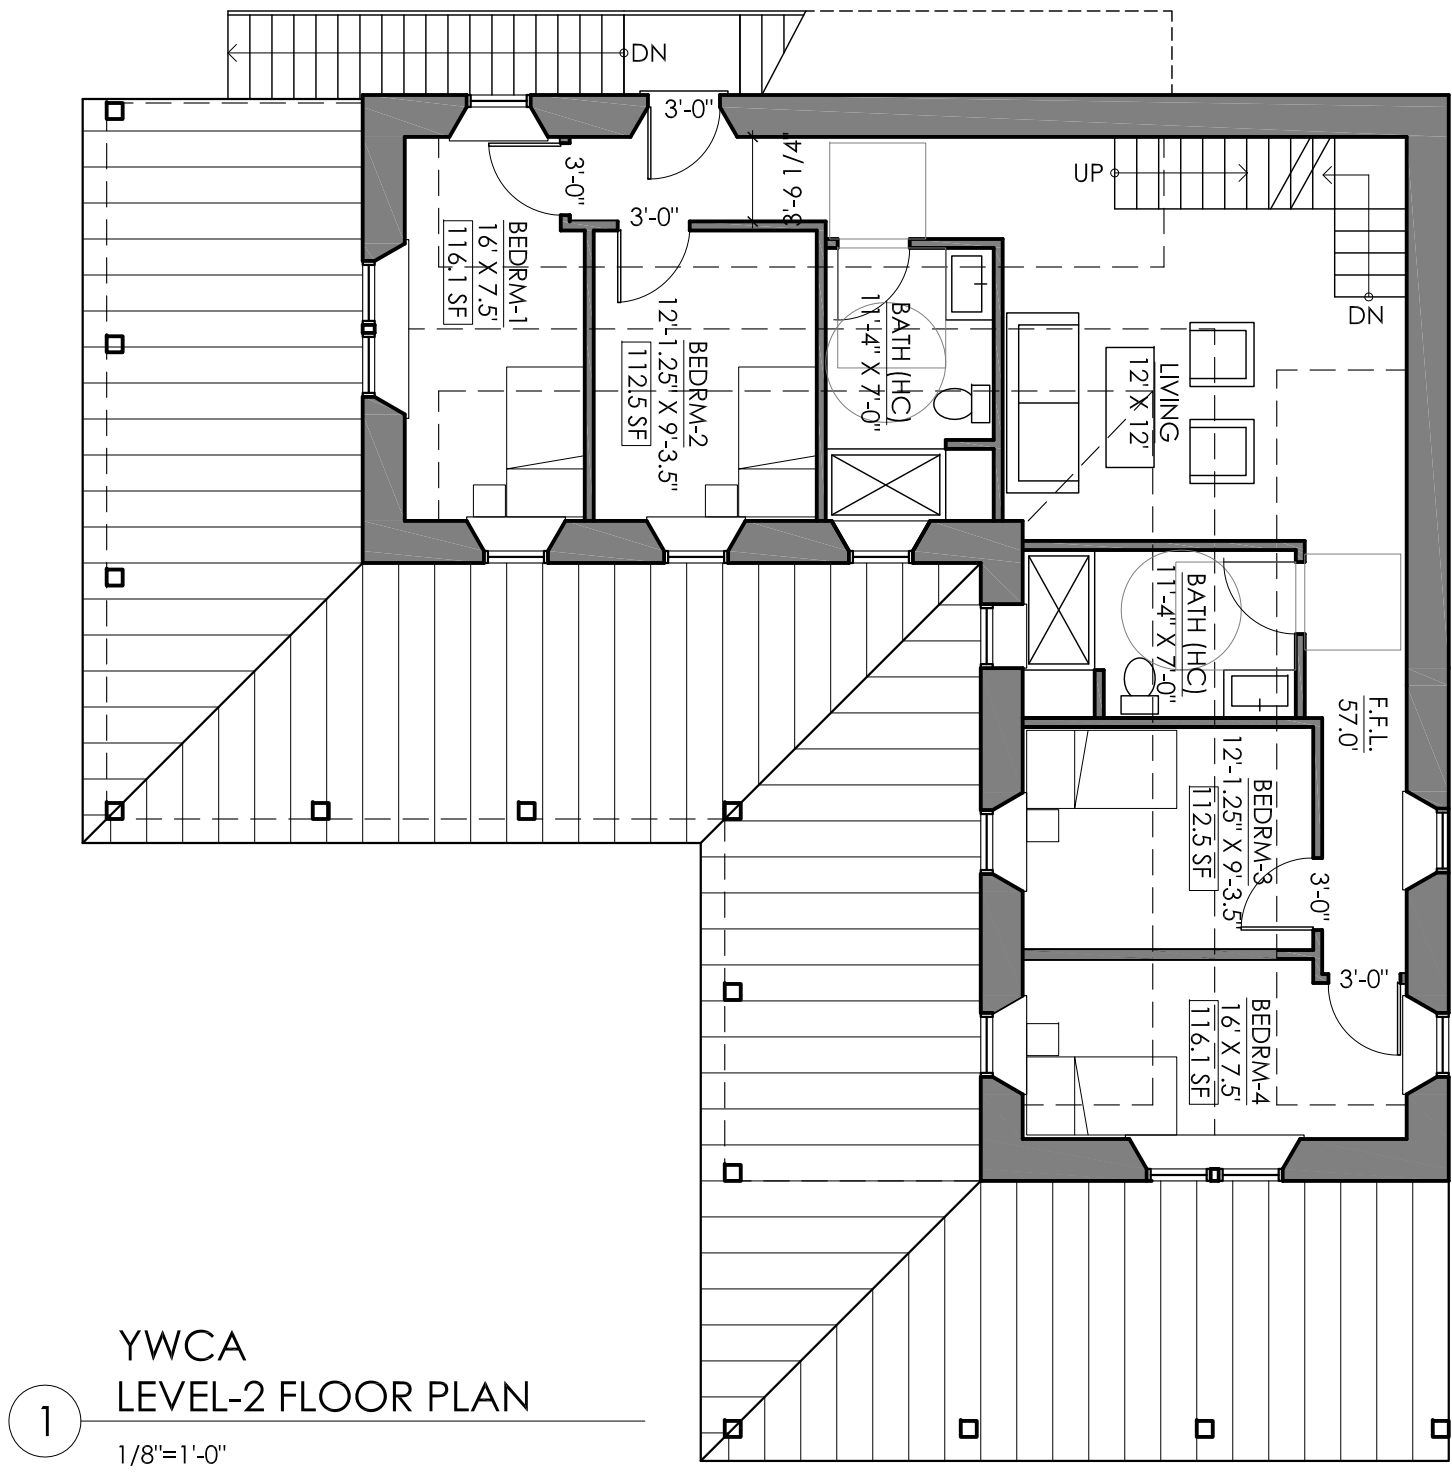 DN
3'-0"
3'-0"
3'-0"
3'-6 1/4"
UP
DN
BEDRM-1
16' X 7.5'
116.1 SF
BEDRM-2
12'-1.25" X 9'-3.5"
112.5 SF
BATH (HC)
11'-4" X 7'-0"
LIVING
12' X 12'
BATH (HC)
11'-4" X 7'-0"
F.F.L.
57.0'
BEDRM-3
12'-1.25" X 9'-3.5"
112.5 SF
3'-0"
3'-0"
BEDRM-4
16' X 7.5'
116.1 SF
YWCA
LEVEL-2 FLOOR PLAN
1
1/8"=1'-0"